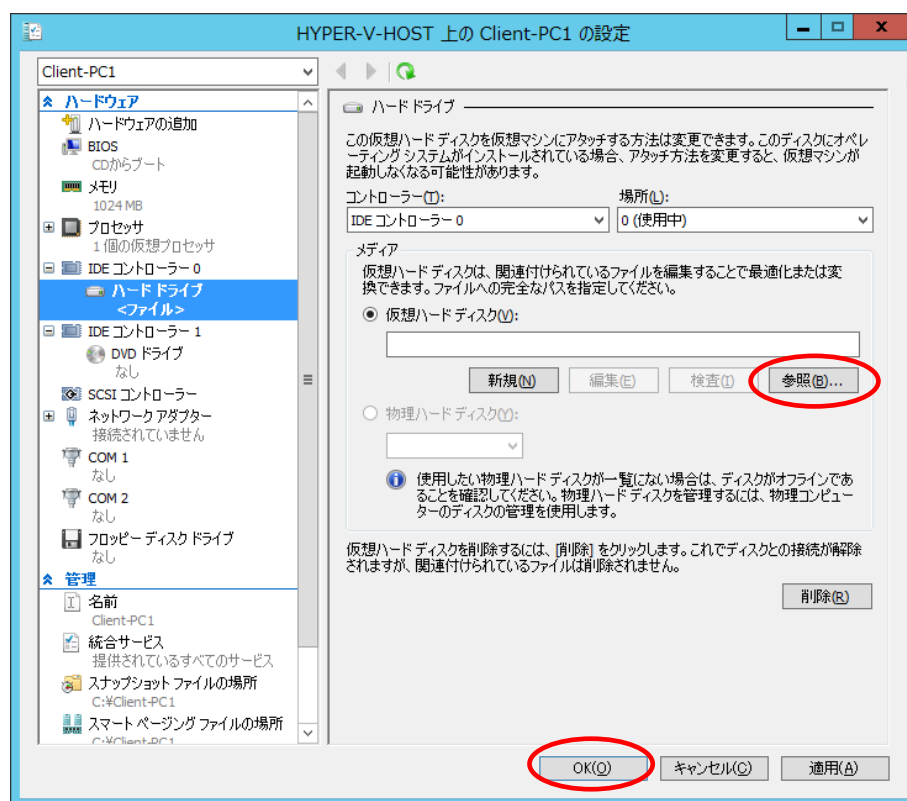 HYPER-V-HOST 上の Client-PC1 の設定
Client-PC1
ハードウェア
ハードウェアの追加
BIOS
CDからブート
メモリ
1024 MB
プロセッサ
1 個の仮想プロセッサ
IDE コントローラー 0
ハード ドライブ
<ファイル>
IDE コントローラー 1
DVD ドライブ
なし
SCSI コントローラー
ネットワーク アダプター
接続されていません
COM 1
なし
COM 2
なし
フロッピー ディスク ドライブ
なし
管理
名前
Client-PC1
統合サービス
提供されているすべてのサービス
スナップショット ファイルの場所
C:¥Client-PC1
スマート ページング ファイルの場所
C:¥Client-PC1
ハード ドライブ
この仮想ハード ディスクを仮想マシンにアタッチする方法は変更できます。このディスクにオペレ
ーティング システムがインストールされている場合、アタッチ方法を変更すると、仮想マシンが
起動しなくなる可能性があります。
コントローラー(T):
場所(L):
IDE コントローラー 0
0 (使用中)
メディア
仮想ハード ディスクは、関連付けられているファイルを編集することで最適化または変
換できます。ファイルへの完全なパスを指定してください。
仮想ハード ディスク(V):
新規(N)
編集(E)
検査(I)
参照(B)...
物理ハード ディスク(Y):
使用したい物理ハード ディスクが一覧にない場合は、ディスクがオフラインであ
ることを確認してください。物理ハード ディスクを管理するには、物理コンピュー
ターのディスクの管理を使用します。
仮想ハード ディスクを削除するには、[削除] をクリックします。これでディスクとの接続が解除
されますが、関連付けられているファイルは削除されません。
削除(R)
OK(O)
キャンセル(C)
適用(A)